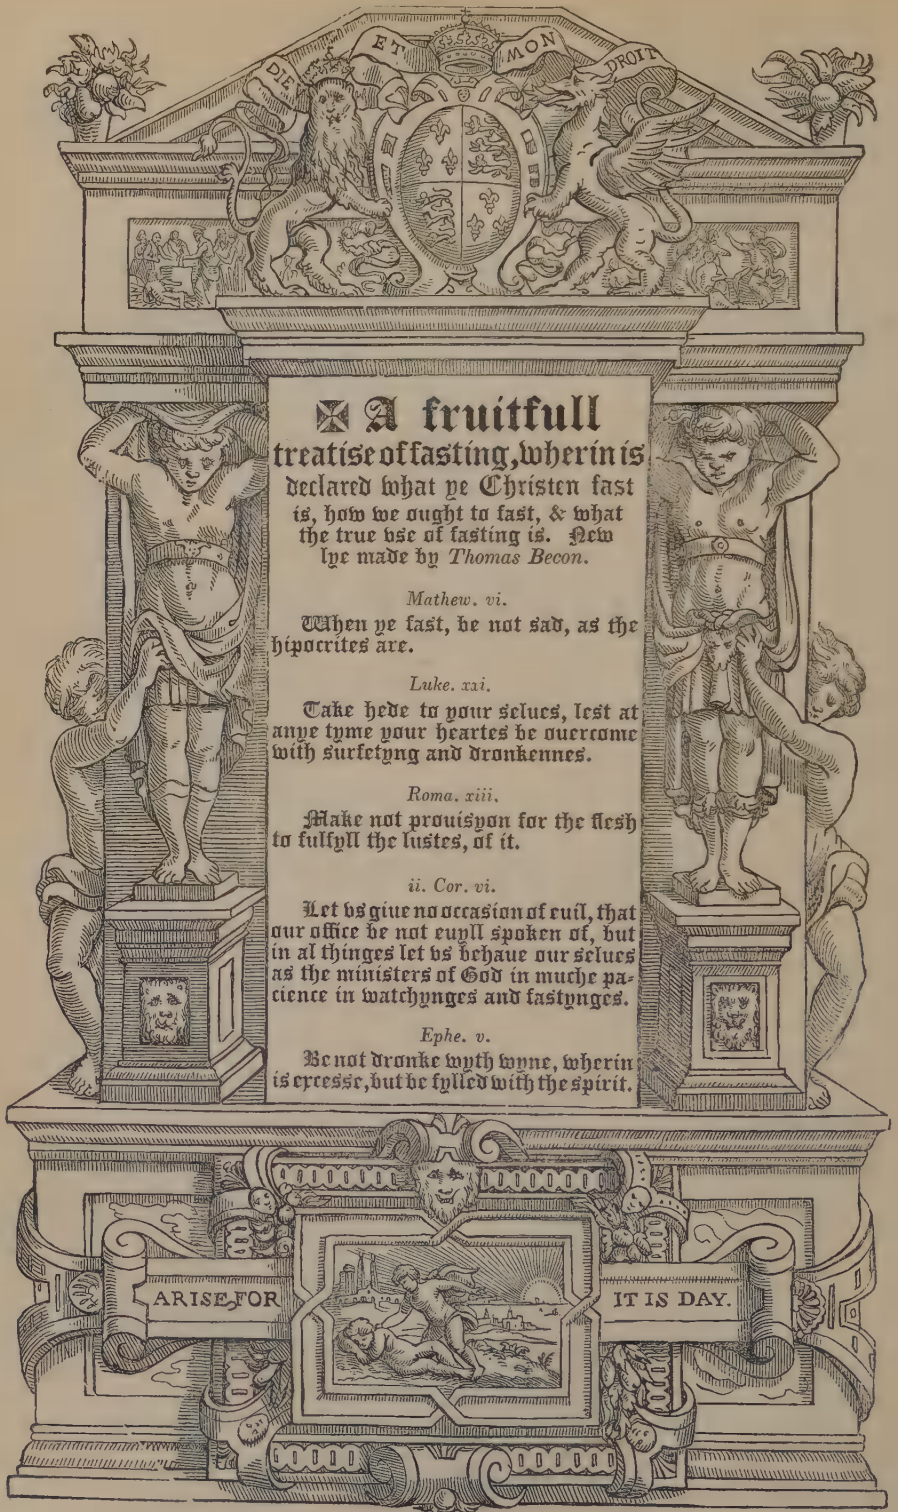 DIEV ET MON DROIT
✠ A fruitfull
treatise of fasting, wherin is
declared what ye Christen fast
is, how we ought to fast, & what
the true vse of fasting is. New
lye made by Thomas Becon.
Mathew. vi.
When ye fast, be not sad, as the
hipocrites are.
Luke. xxi.
Take hede to your selues, lest at
anye tyme your heartes be ouercome
with surfetyng and dronkennes.
Roma. xiii.
Make not prouisyon for the flesh
to fulfyll the lustes, of it.
ii. Cor. vi.
Let vs giue no occasion of euil, that
our office be not euyll spoken of, but
in al thinges let vs behaue our selues
as the ministers of God in muche pa-
cience in watchynges and fastynges.
Ephe. v.
Be not dronke wyth wyne, wherin
is excesse, but be fylled with the spirit.
ARISE, FOR IT IS DAY.